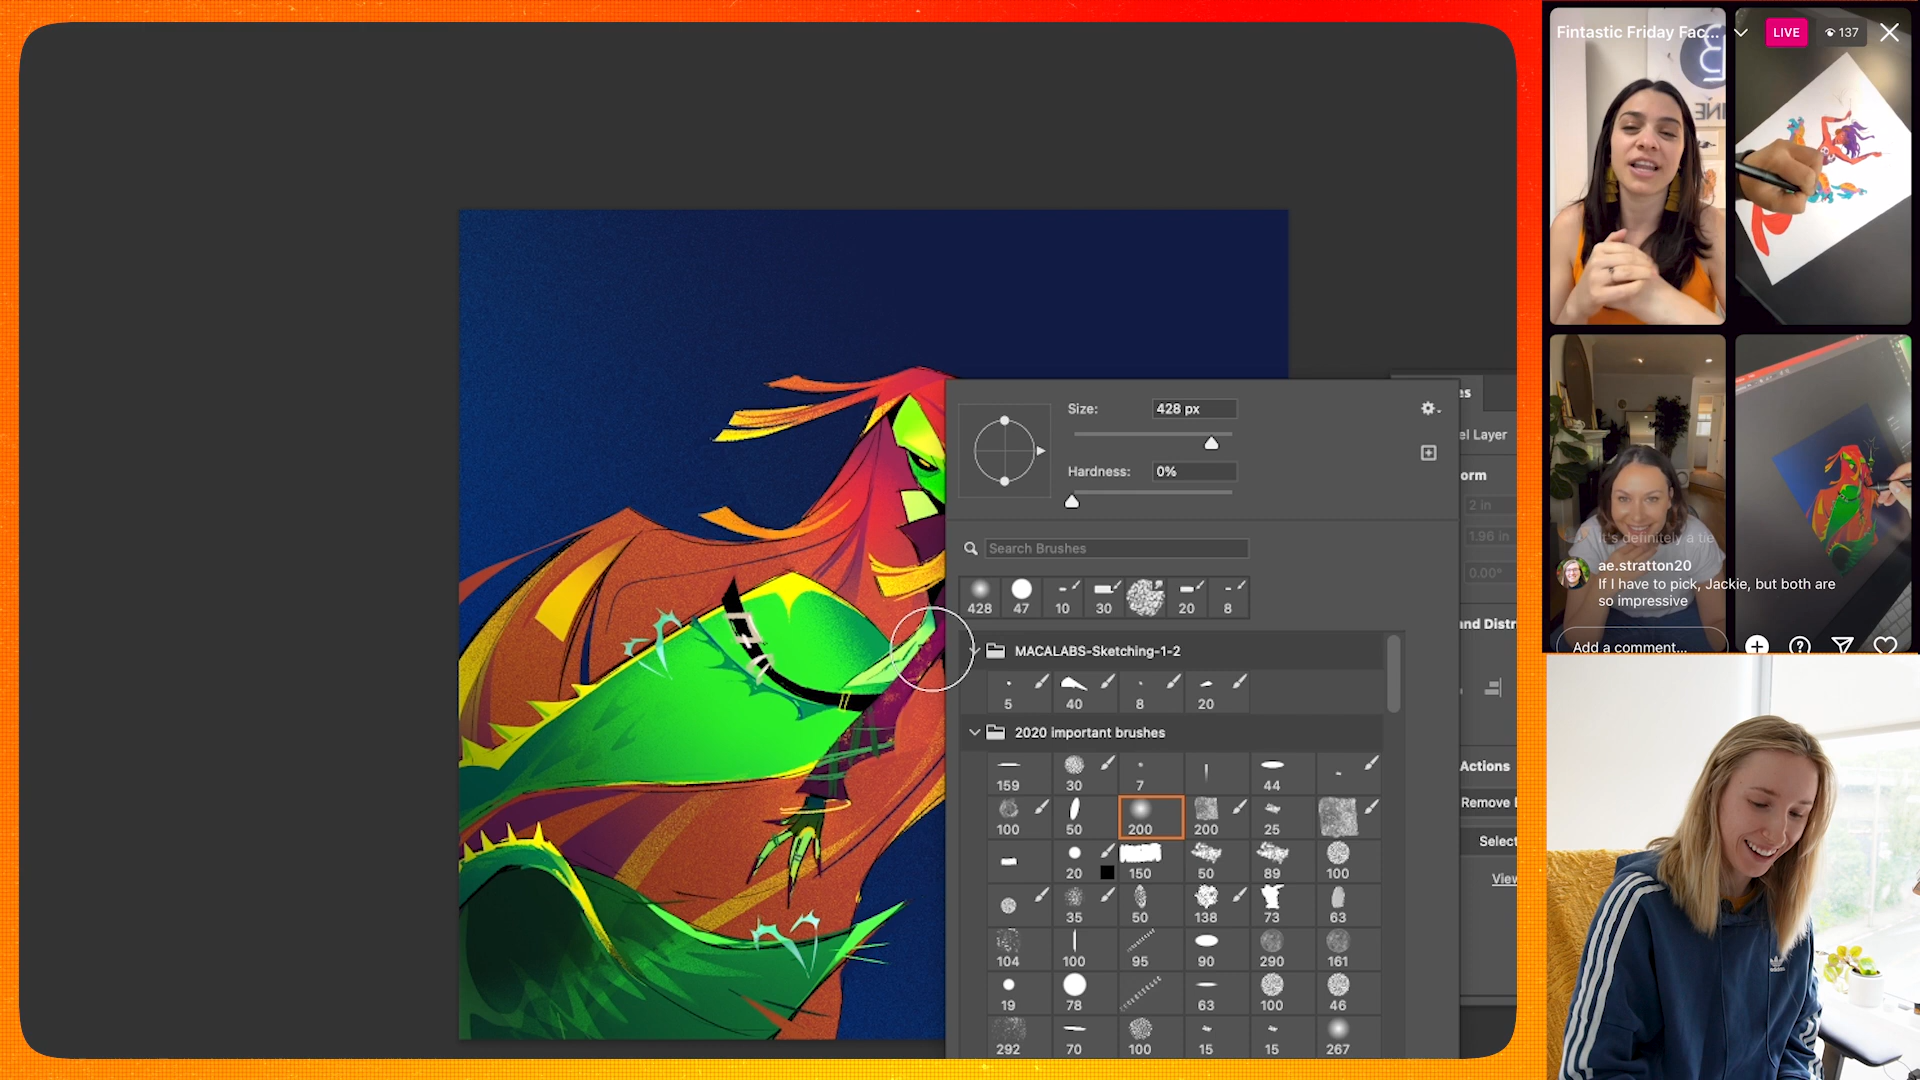 Fintastic Friday Fac...
LIVE
137
INE
It's definitely a tie
ae.stratton20
If I have to pick, Jackie, but both are
so impressive
Add a comment...
Size:
428 px
Hardness:
0%
Search Brushes
428 47 10 30 20 8
MACALABS-Sketching-1-2
5 40 8 20
2020 important brushes
159 30 7 44
100 50 200 200 25
20 150 50 89 100
35 50 138 73 63
104 100 95 90 290 161
19 78 63 100 46
292 70 100 15 15 267
es
el Layer
orm
2 in
1.96 in
0.00°
and Distr
Actions
Remove
Select
View